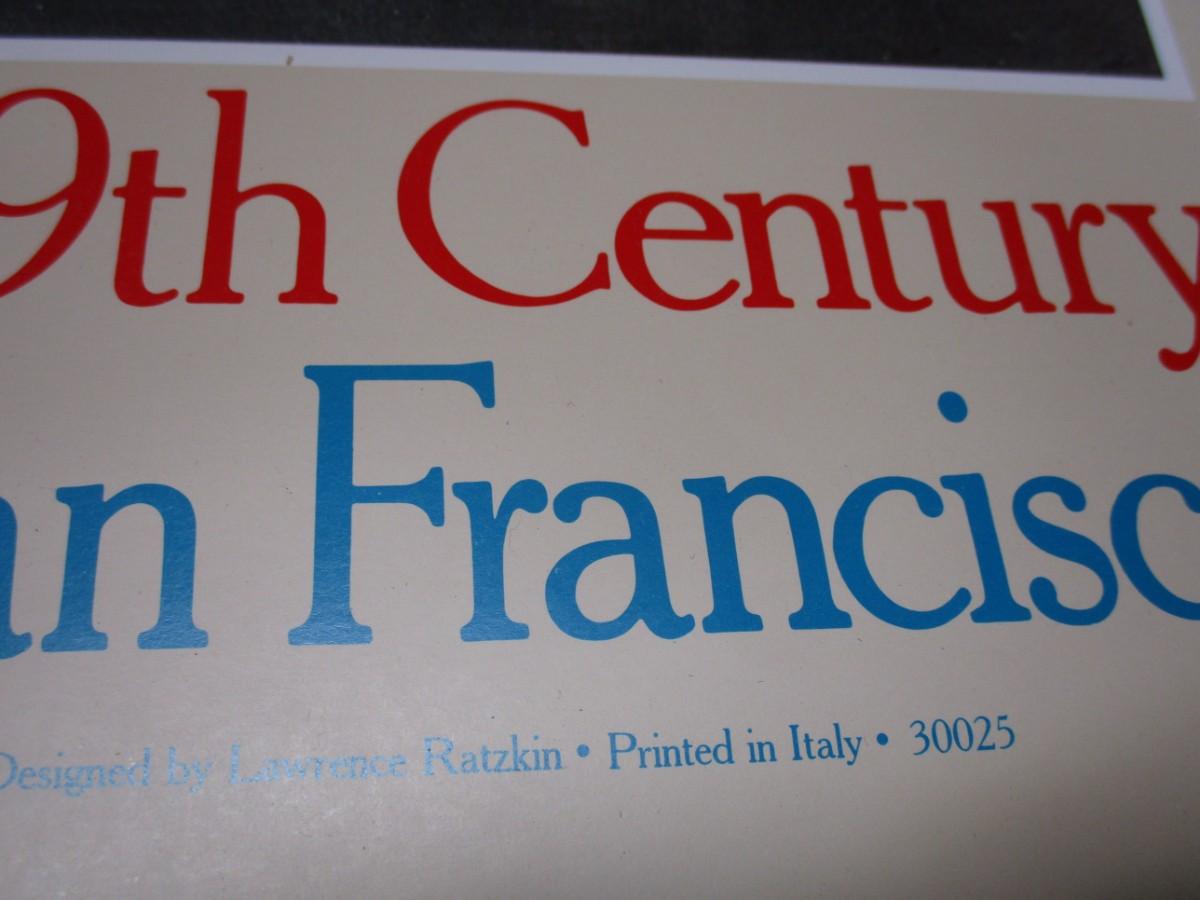 9th Century
an Francisc
Designed by Lawrence Ratzkin • Printed in Italy • 30025